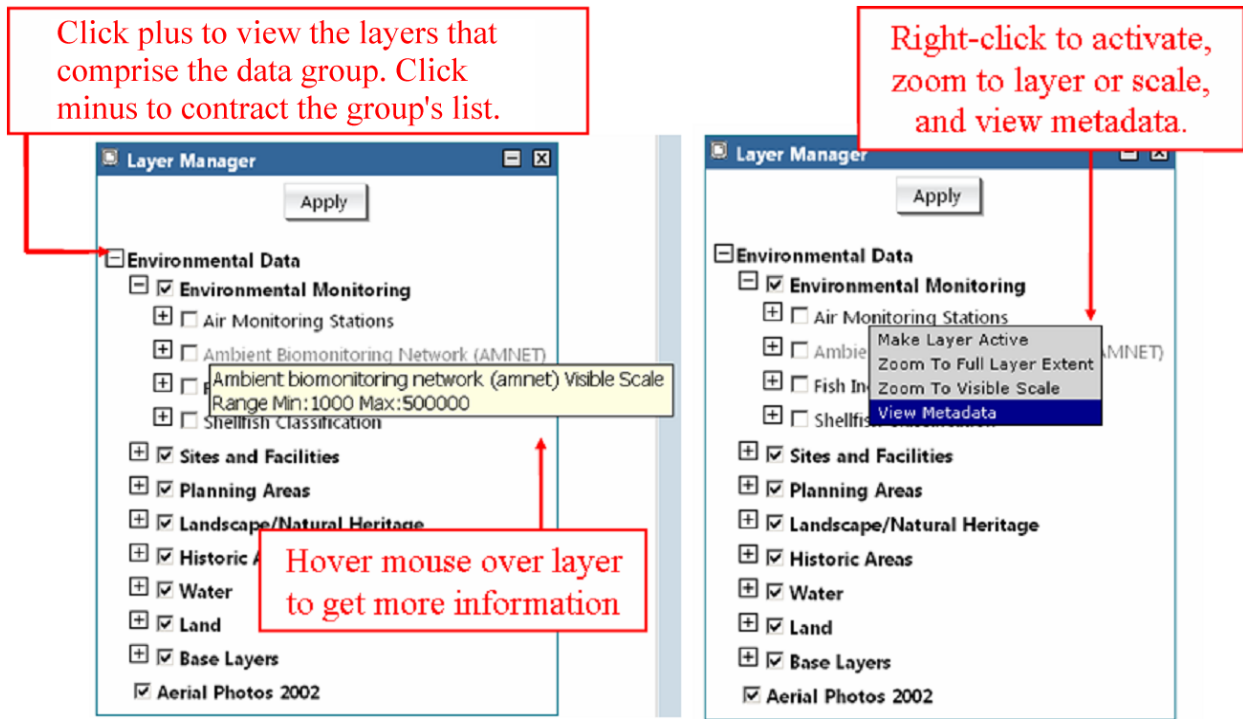 Click plus to view the layers that
comprise the data group. Click
minus to contract the group's list.
Layer Manager
Apply
Environmental Data
Environmental Monitoring
Air Monitoring Stations
Ambient Biomonitoring Network (AMNET)
Ambient biomonitoring network (amnet) Visible Scale
Range Min:1000 Max:500000
Shellfish Classification
Sites and Facilities
Planning Areas
Landscape/Natural Heritage
Historic
Water
Land
Base Layers
Aerial Photos 2002
Hover mouse over layer
to get more information
Right-click to activate,
zoom to layer or scale,
and view metadata.
Layer Manager
Apply
Environmental Data
Environmental Monitoring
Air Monitoring Stations
Make Layer Active
Zoom To Full Layer Extent
Zoom To Visible Scale
View Metadata
Ambie AMNET)
Fish In
Shellfis
Sites and Facilities
Planning Areas
Landscape/Natural Heritage
Historic Areas
Water
Land
Base Layers
Aerial Photos 2002